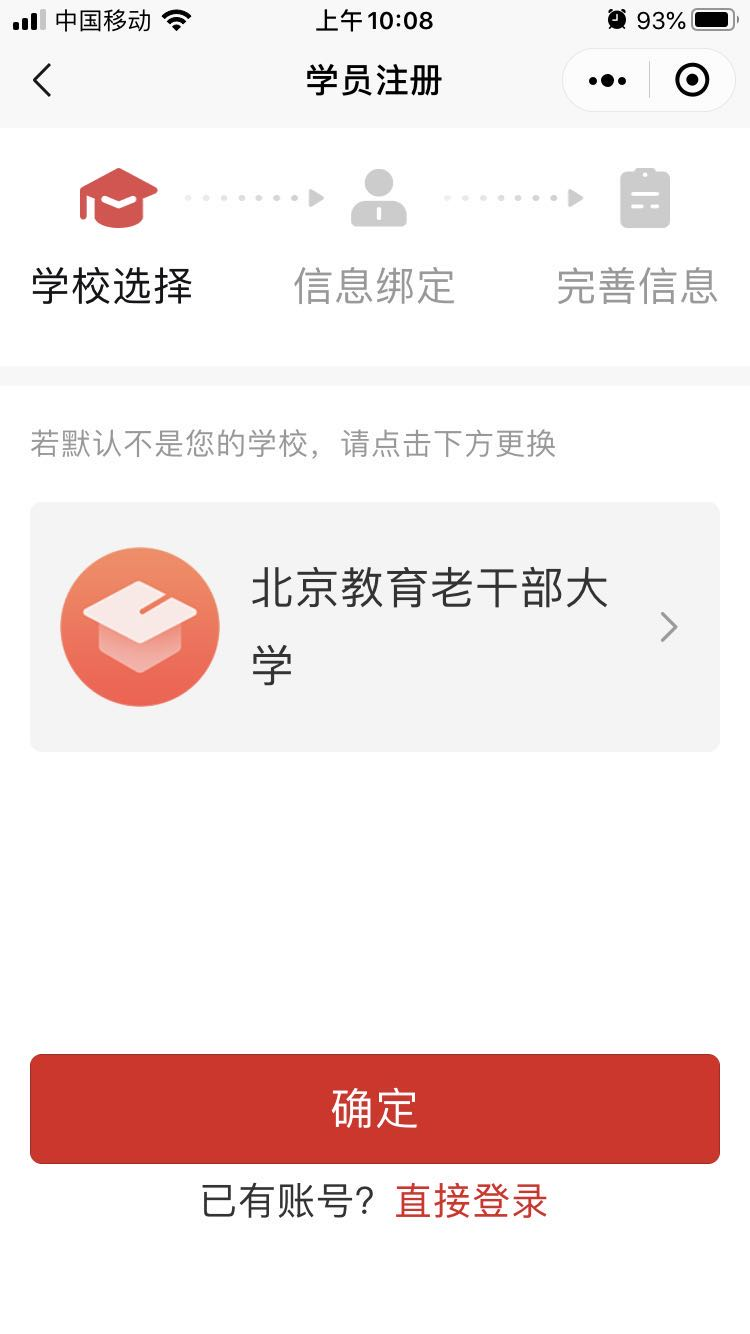 中国移动 上午10:08 93%
学员注册
学校选择 信息绑定 完善信息
若默认不是您的学校，请点击下方更换
北京教育老干部大
学
确定
已有账号? 直接登录